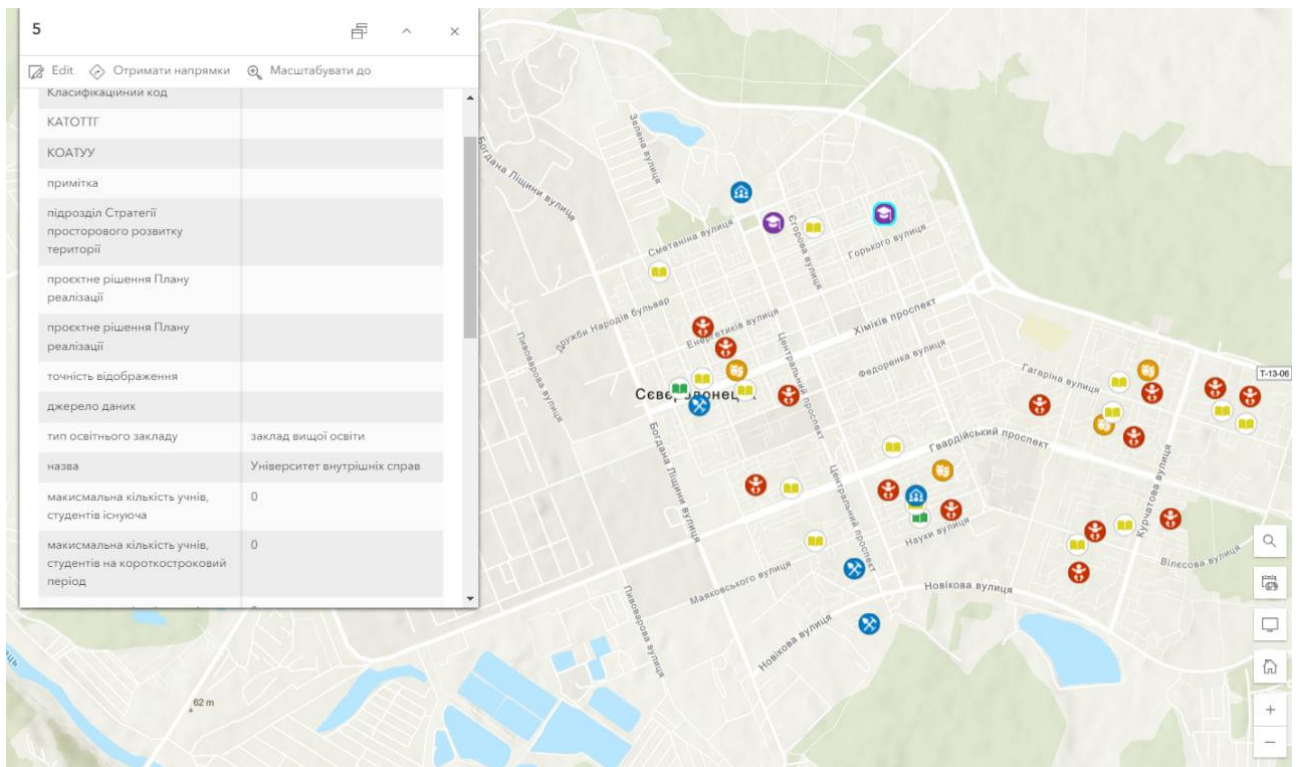 5
Edit Отримати напрямки Масштабувати до
Класифікаційний код
КАТОТТГ
КОАТУУ
примітка
підрозділ Стратегії
просторового розвитку
території
проєктне рішення Плану
реалізації
проєктне рішення Плану
реалізації
точність відображення
джерело даних
тип освітнього закладу заклад вищої освіти
назва Університет внутрішніх справ
макисмальна кількість учнів, 0
студентів існуюча
макисмальна кількість учнів, 0
студентів на короткостроковий
період
Зелена вулиця
Богдана Ліщини вулиця
Сметаніна вулиця
Єгорова вулиця
Горького вулиця
Дружби Народів бульвар
Енергетиків вулиця
Хіміків проспект
Пивоварова вулиця
Центральний проспект
Федоренка вулиця
Гагаріна вулиця
Т-13-06
Гвардійський проспект
Богдана Ліщини вулиця
Центральний проспект
Курчатова вулиця
Науки вулиця
Вілєсова вулиця
Маяковського вулиця
Новікова вулиця
Пивоварова вулиця
Новікова вулиця
62 m